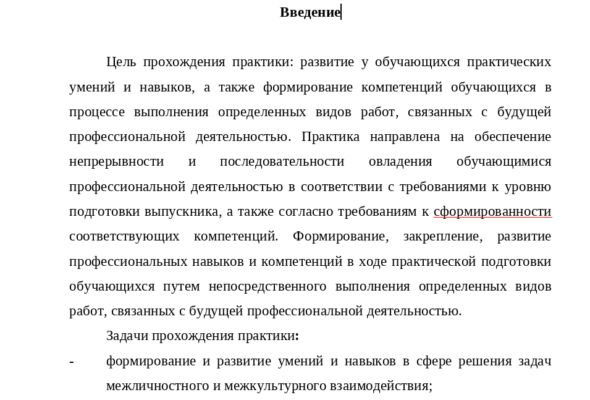 Введение
Цель прохождения практики: развитие у обучающихся практических
умений и навыков, а также формирование компетенций обучающихся в
процессе выполнения определенных видов работ, связанных с будущей
профессиональной деятельностью. Практика направлена на обеспечение
непрерывности и последовательности овладения обучающимися
профессиональной деятельностью в соответствии с требованиями к уровню
подготовки выпускника, а также согласно требованиям к сформированности
соответствующих компетенций. Формирование, закрепление, развитие
профессиональных навыков и компетенций в ходе практической подготовки
обучающихся путем непосредственного выполнения определенных видов
работ, связанных с будущей профессиональной деятельностью.
Задачи прохождения практики:
- формирование и развитие умений и навыков в сфере решения задач
межличностного и межкультурного взаимодействия;